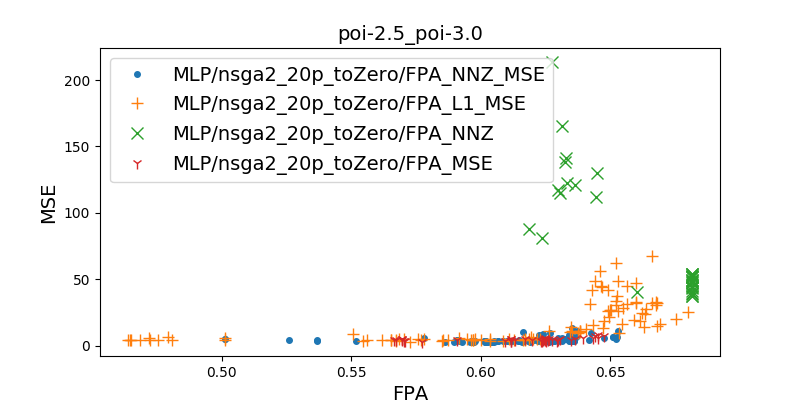 poi-2.5_poi-3.0
MLP/nsga2_20p_toZero/FPA_NNZ_MSE
MLP/nsga2_20p_toZero/FPA_L1_MSE
MLP/nsga2_20p_toZero/FPA_NNZ
MLP/nsga2_20p_toZero/FPA_MSE
MSE
200
150
100
50
0
0.50 0.55 0.60 0.65
FPA